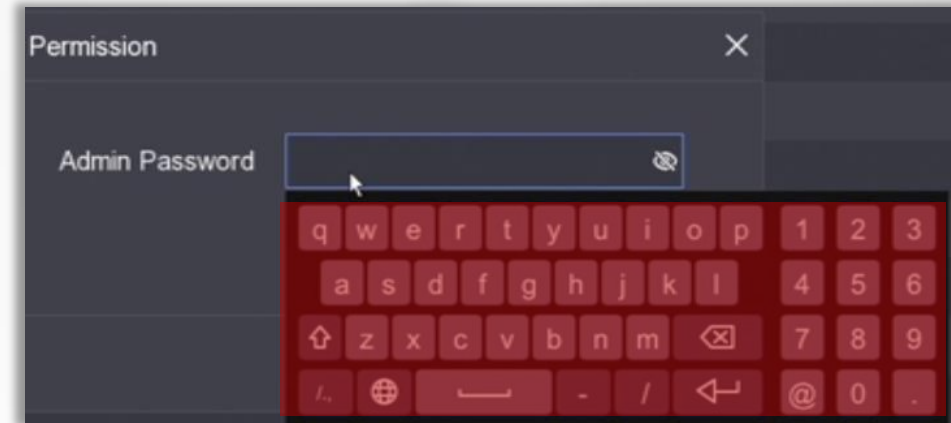 Permission
Admin Password
q w e r t y u i o p 1 2 3
a s d f g h j k l 4 5 6
z x c v b n m 7 8 9
/., - / @ 0 .